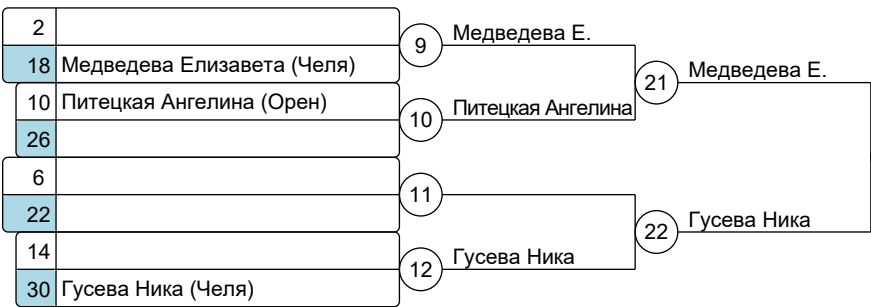 2
9
Медведева Е.
18 Медведева Елизавета (Челя)
21
Медведева Е.
10 Питецкая Ангелина (Орен)
10
Питецкая Ангелина
26
6
11
22
22
Гусева Ника
14
12
Гусева Ника
30 Гусева Ника (Челя)